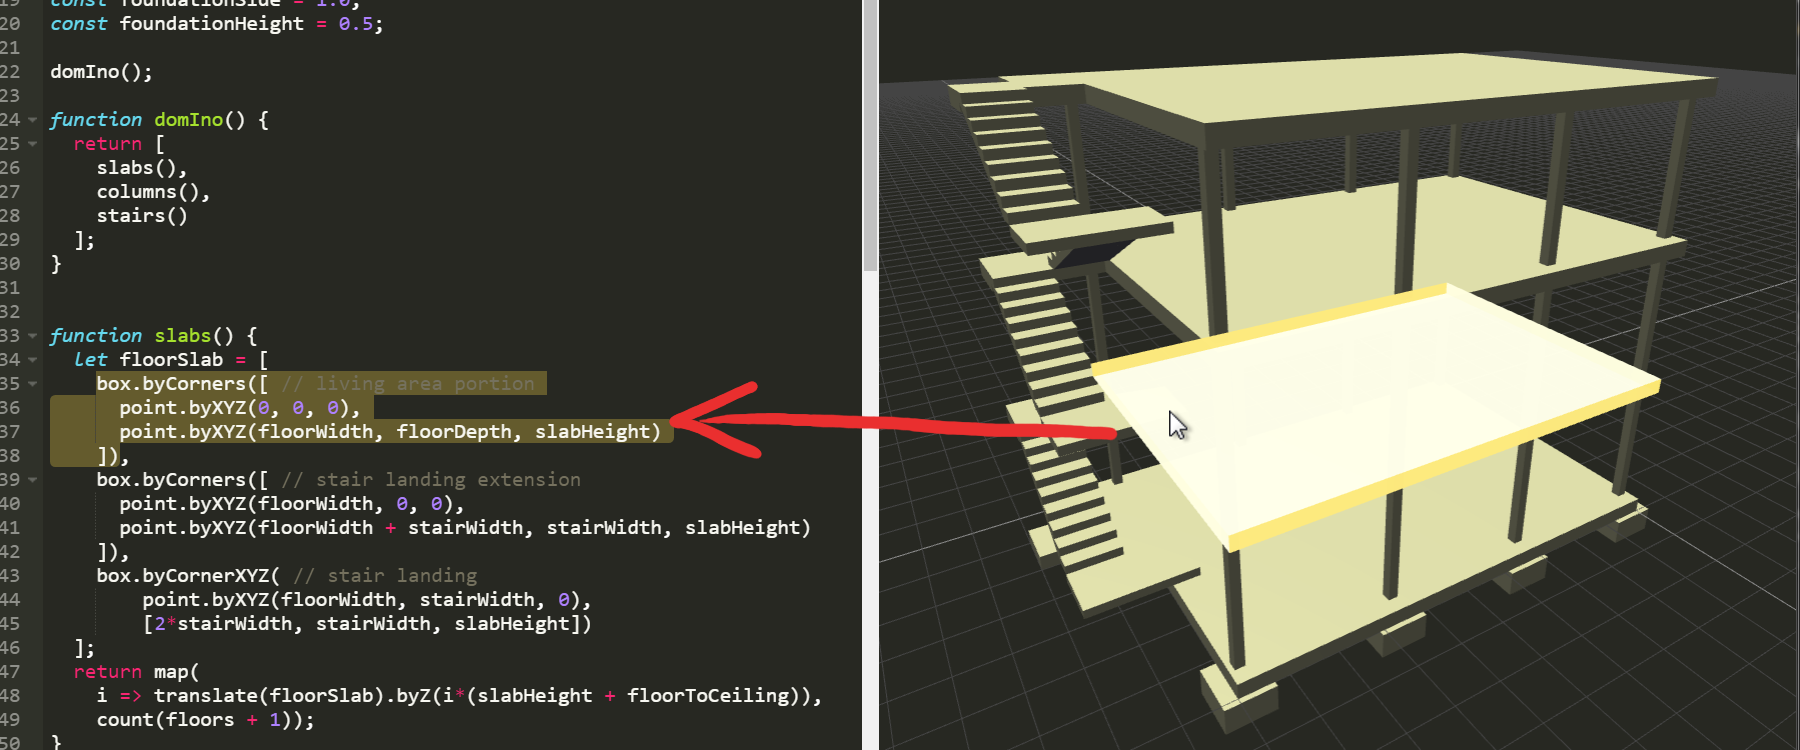 19 const foundationSide = 1.0;
20 const foundationHeight = 0.5;
21
22 domIno();
23
24 function domIno() {
25   return [
26     slabs(),
27     columns(),
28     stairs()
29   ];
30 }
31
32
33 function slabs() {
34   let floorSlab = [
35     box.byCorners([ // living area portion
36       point.byXYZ(0, 0, 0),
37       point.byXYZ(floorWidth, floorDepth, slabHeight)
38     ]),
39     box.byCorners([ // stair landing extension
40       point.byXYZ(floorWidth, 0, 0),
41       point.byXYZ(floorWidth + stairWidth, stairWidth, slabHeight)
42     ]),
43     box.byCornerXYZ( // stair landing
44         point.byXYZ(floorWidth, stairWidth, 0),
45         [2*stairWidth, stairWidth, slabHeight])
46   ];
47   return map(
48     i => translate(floorSlab).byZ(i*(slabHeight + floorToCeiling)),
49     count(floors + 1));
50 }